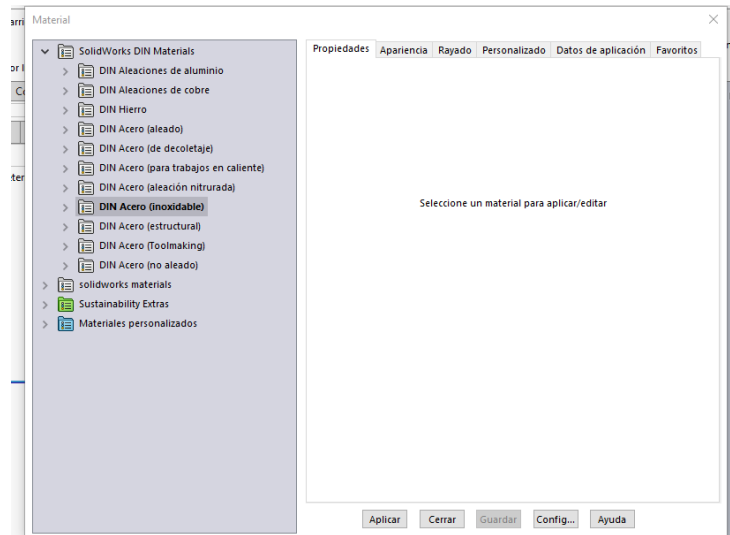 Material
SolidWorks DIN Materials
DIN Aleaciones de aluminio
DIN Aleaciones de cobre
DIN Hierro
DIN Acero (aleado)
DIN Acero (de decoletaje)
DIN Acero (para trabajos en caliente)
DIN Acero (aleación nitrurada)
DIN Acero (inoxidable)
DIN Acero (estructural)
DIN Acero (Toolmaking)
DIN Acero (no aleado)
solidworks materials
Sustainability Extras
Materiales personalizados
Propiedades Apariencia Rayado Personalizado Datos de aplicación Favoritos
Seleccione un material para aplicar/editar
Aplicar Cerrar Guardar Config... Ayuda